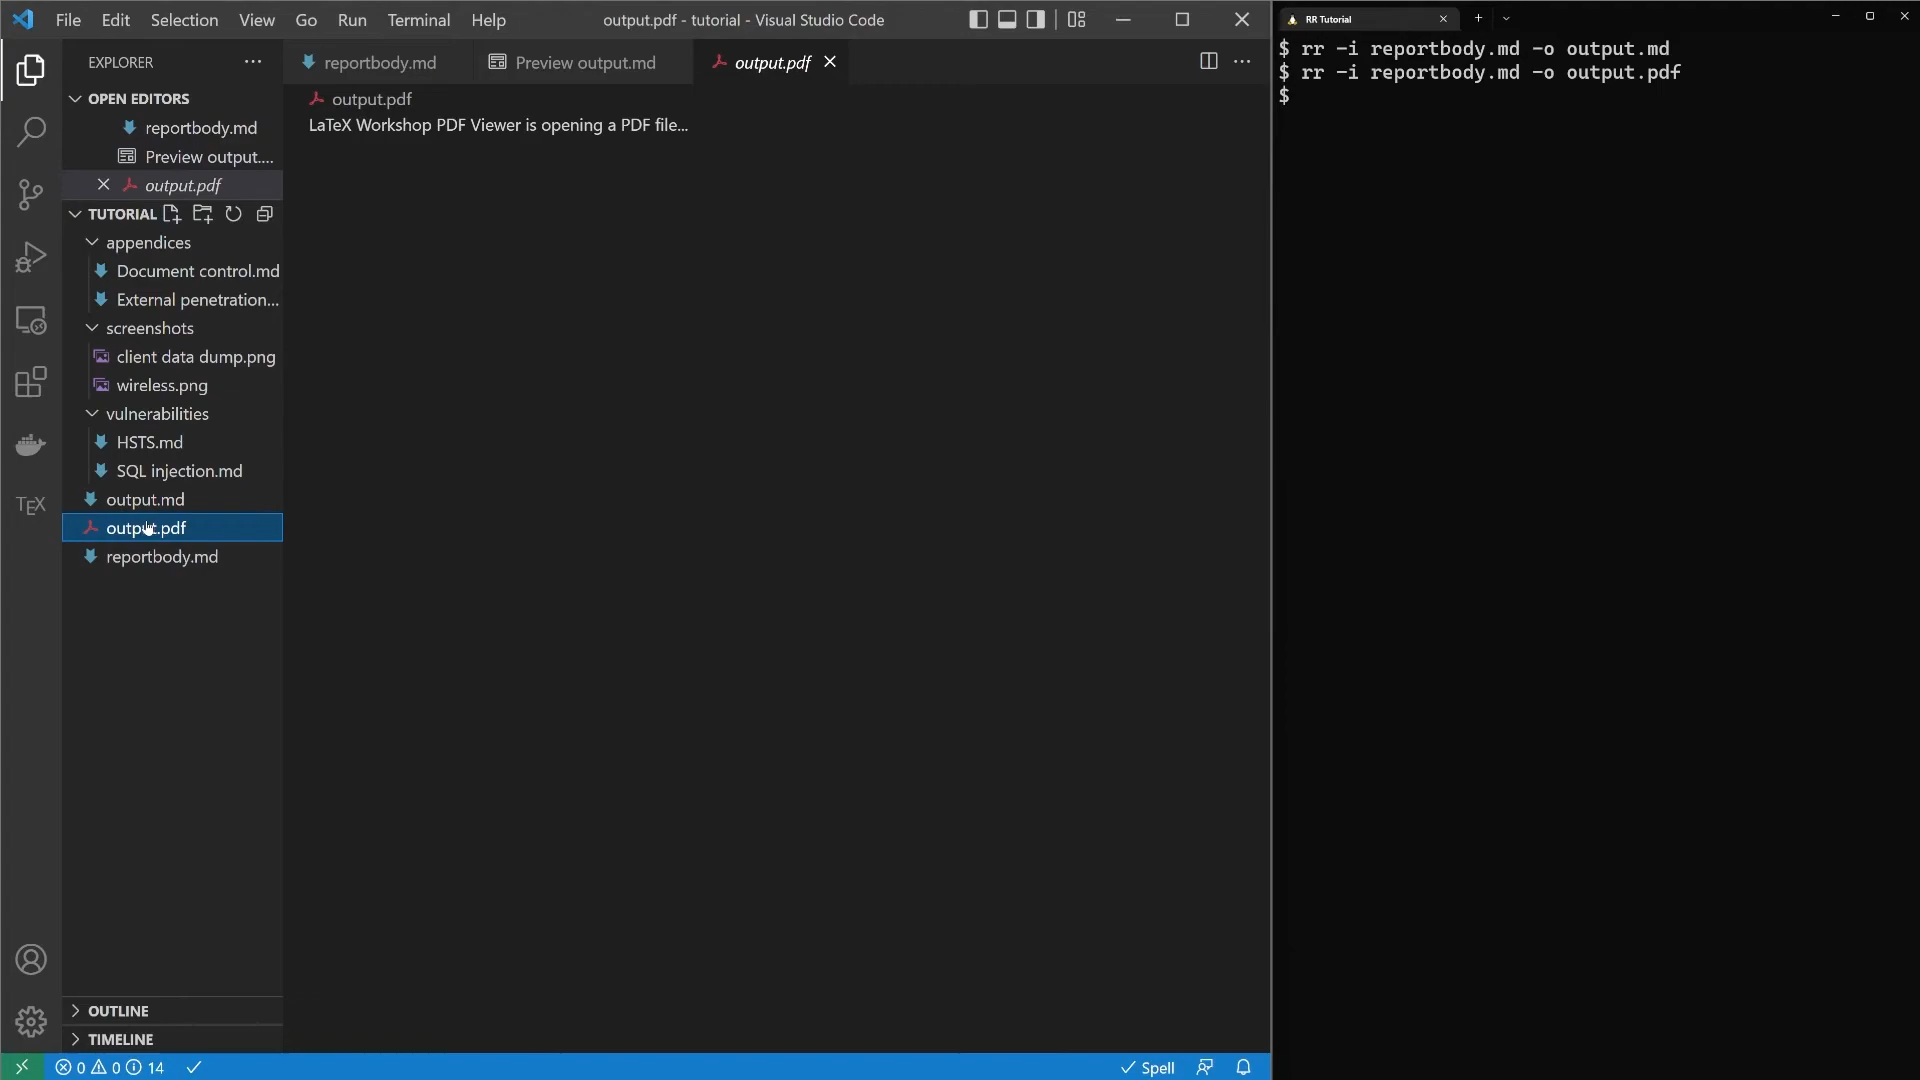 File Edit Selection View Go Run Terminal Help output.pdf - tutorial - Visual Studio Code
EXPLORER
OPEN EDITORS
reportbody.md
Preview output....
output.pdf
TUTORIAL
appendices
Document control.md
External penetration...
screenshots
client data dump.png
wireless.png
vulnerabilities
HSTS.md
SQL injection.md
output.md
output.pdf
reportbody.md
OUTLINE
TIMELINE
TEX
reportbody.md Preview output.md output.pdf
output.pdf
LaTeX Workshop PDF Viewer is opening a PDF file...
0 0 14 Spell
RR Tutorial
$ rr -i reportbody.md -o output.md
$ rr -i reportbody.md -o output.pdf
$